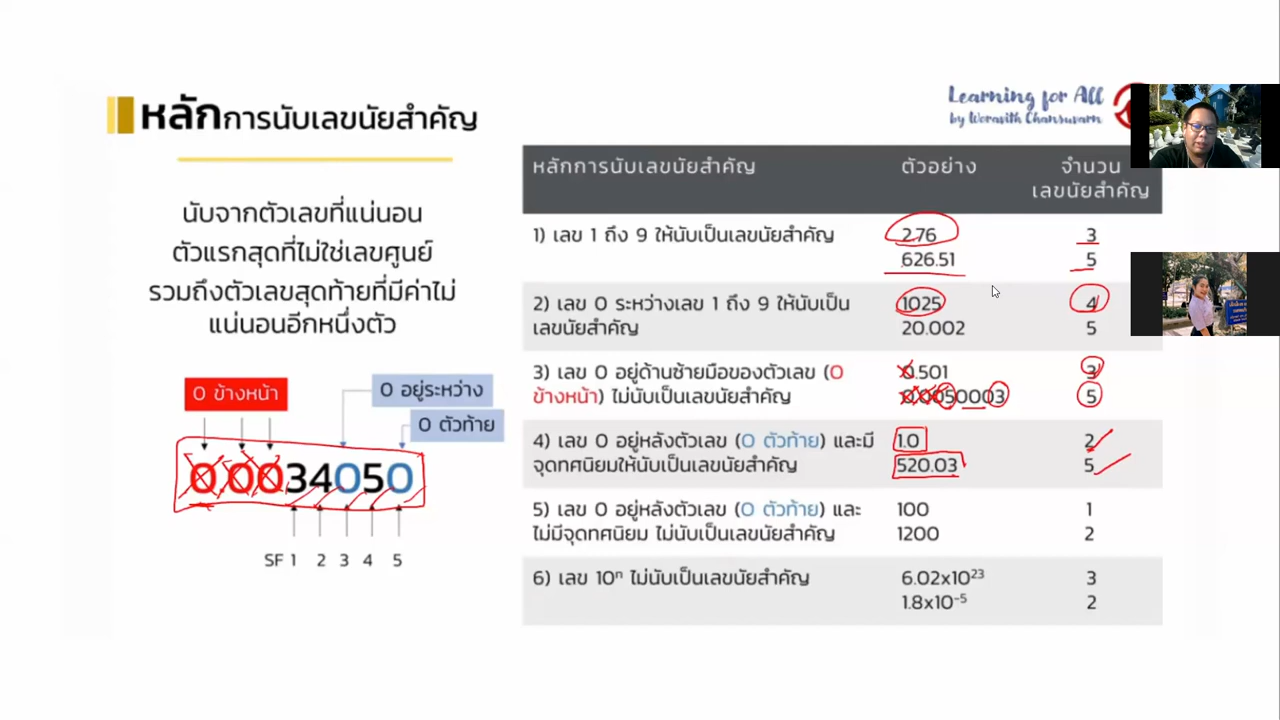 หลักการนับเลขนัยสำคัญ
Learning for All
by Woravith Chansuvarn
นับจากตัวเลขที่แน่นอน
ตัวแรกสุดที่ไม่ใช่เลขศูนย์
รวมถึงตัวเลขสุดท้ายที่มีค่าไม่
แน่นอนอีกหนึ่งตัว
0 ข้างหน้า
0 อยู่ระหว่าง
0 ตัวท้าย
0.0034050
SF 1 2 3 4 5
หลักการนับเลขนัยสำคัญ ตัวอย่าง จำนวน
เลขนัยสำคัญ
1) เลข 1 ถึง 9 ให้นับเป็นเลขนัยสำคัญ 2.76 3
626.51 5
2) เลข 0 ระหว่างเลข 1 ถึง 9 ให้นับเป็น 1025 4
เลขนัยสำคัญ 20.002 5
3) เลข 0 อยู่ด้านซ้ายมือของตัวเลข (0 0.501 3
ข้างหน้า) ไม่นับเป็นเลขนัยสำคัญ 0.00050003 5
4) เลข 0 อยู่หลังตัวเลข (0 ตัวท้าย) และมี 1.0 2
จุดทศนิยมให้นับเป็นเลขนัยสำคัญ 520.03 5
5) เลข 0 อยู่หลังตัวเลข (0 ตัวท้าย) และ 100 1
ไม่มีจุดทศนิยม ไม่นับเป็นเลขนัยสำคัญ 1200 2
6) เลข 10ⁿ ไม่นับเป็นเลขนัยสำคัญ 6.02x10²³ 3
1.8x10⁻⁵ 2